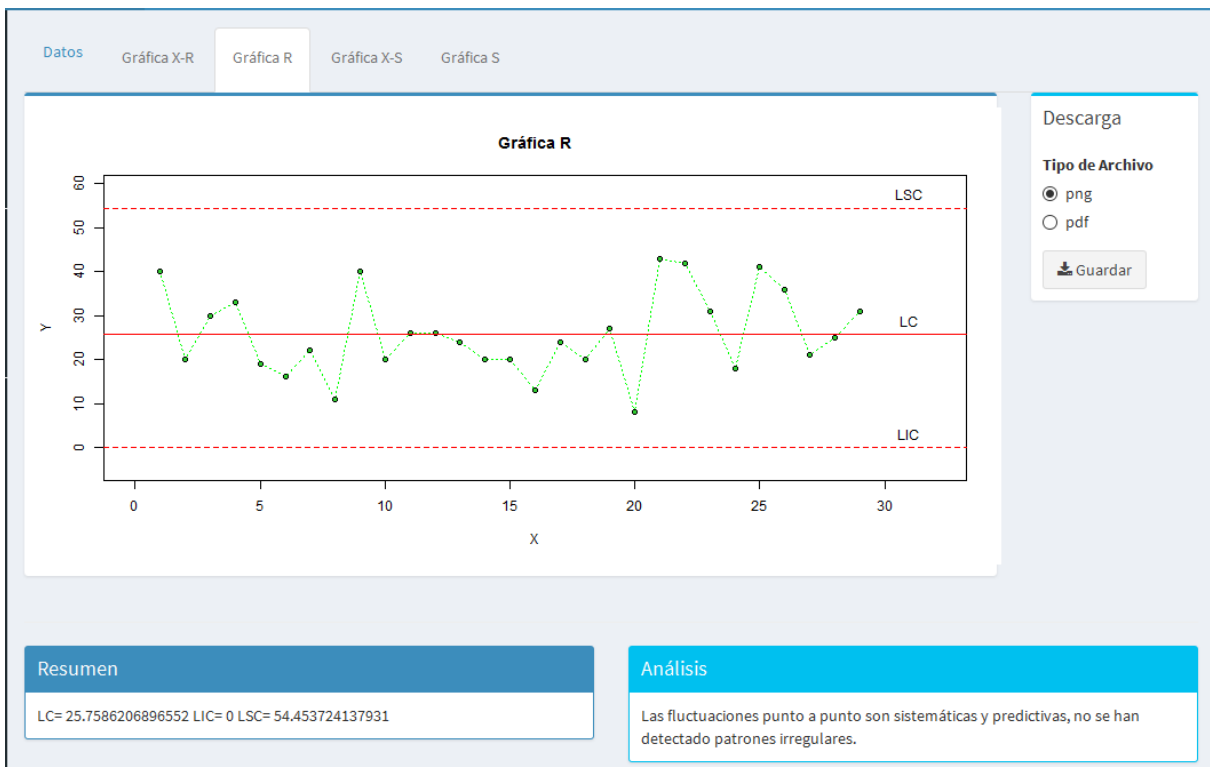 Datos Gráfica X-R Gráfica R Gráfica X-S Gráfica S
Gráfica R
60
50
40
30
20
10
0
Y
LSC
LC
LIC
0 5 10 15 20 25 30
X
Descarga
Tipo de Archivo
png
pdf
Guardar
Resumen
LC= 25.7586206896552 LIC= 0 LSC= 54.453724137931
Análisis
Las fluctuaciones punto a punto son sistemáticas y predictivas, no se han
detectado patrones irregulares.